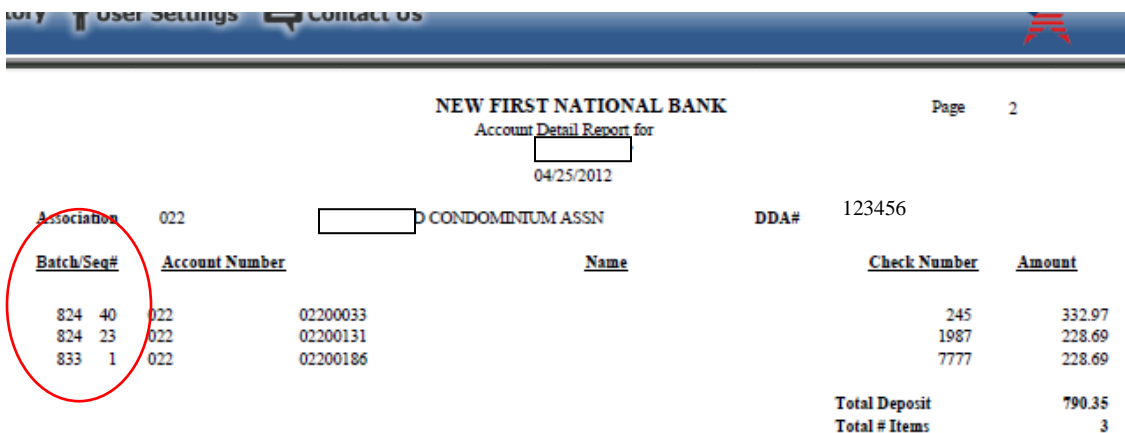 User Settings Contact Us
NEW FIRST NATIONAL BANK Page 2
Account Detail Report for
04/25/2012
Association 022 D CONDOMINIUM ASSN DDA# 123456
Batch/Seq# Account Number Name Check Number Amount
824 40 022 02200033 245 332.97
824 23 022 02200131 1987 228.69
833 1 022 02200186 7777 228.69
Total Deposit 790.35
Total # Items 3